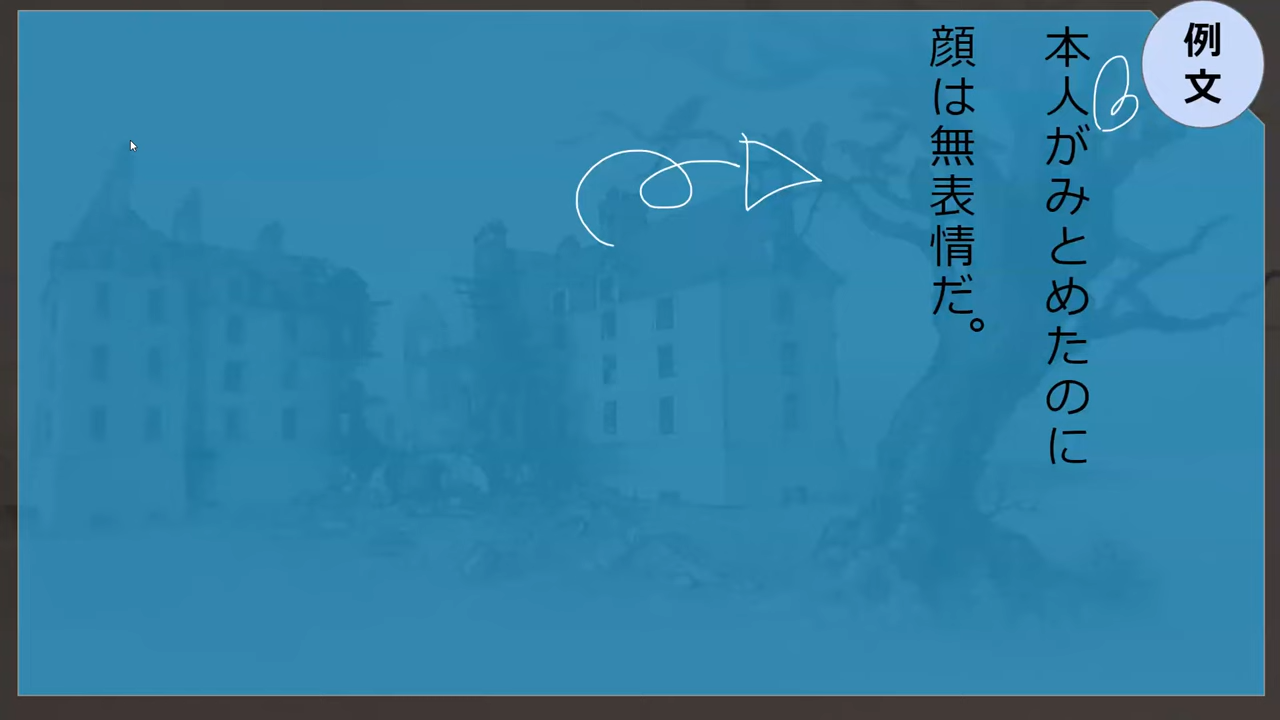 例文
本人がみとめたのに
顔は無表情だ。